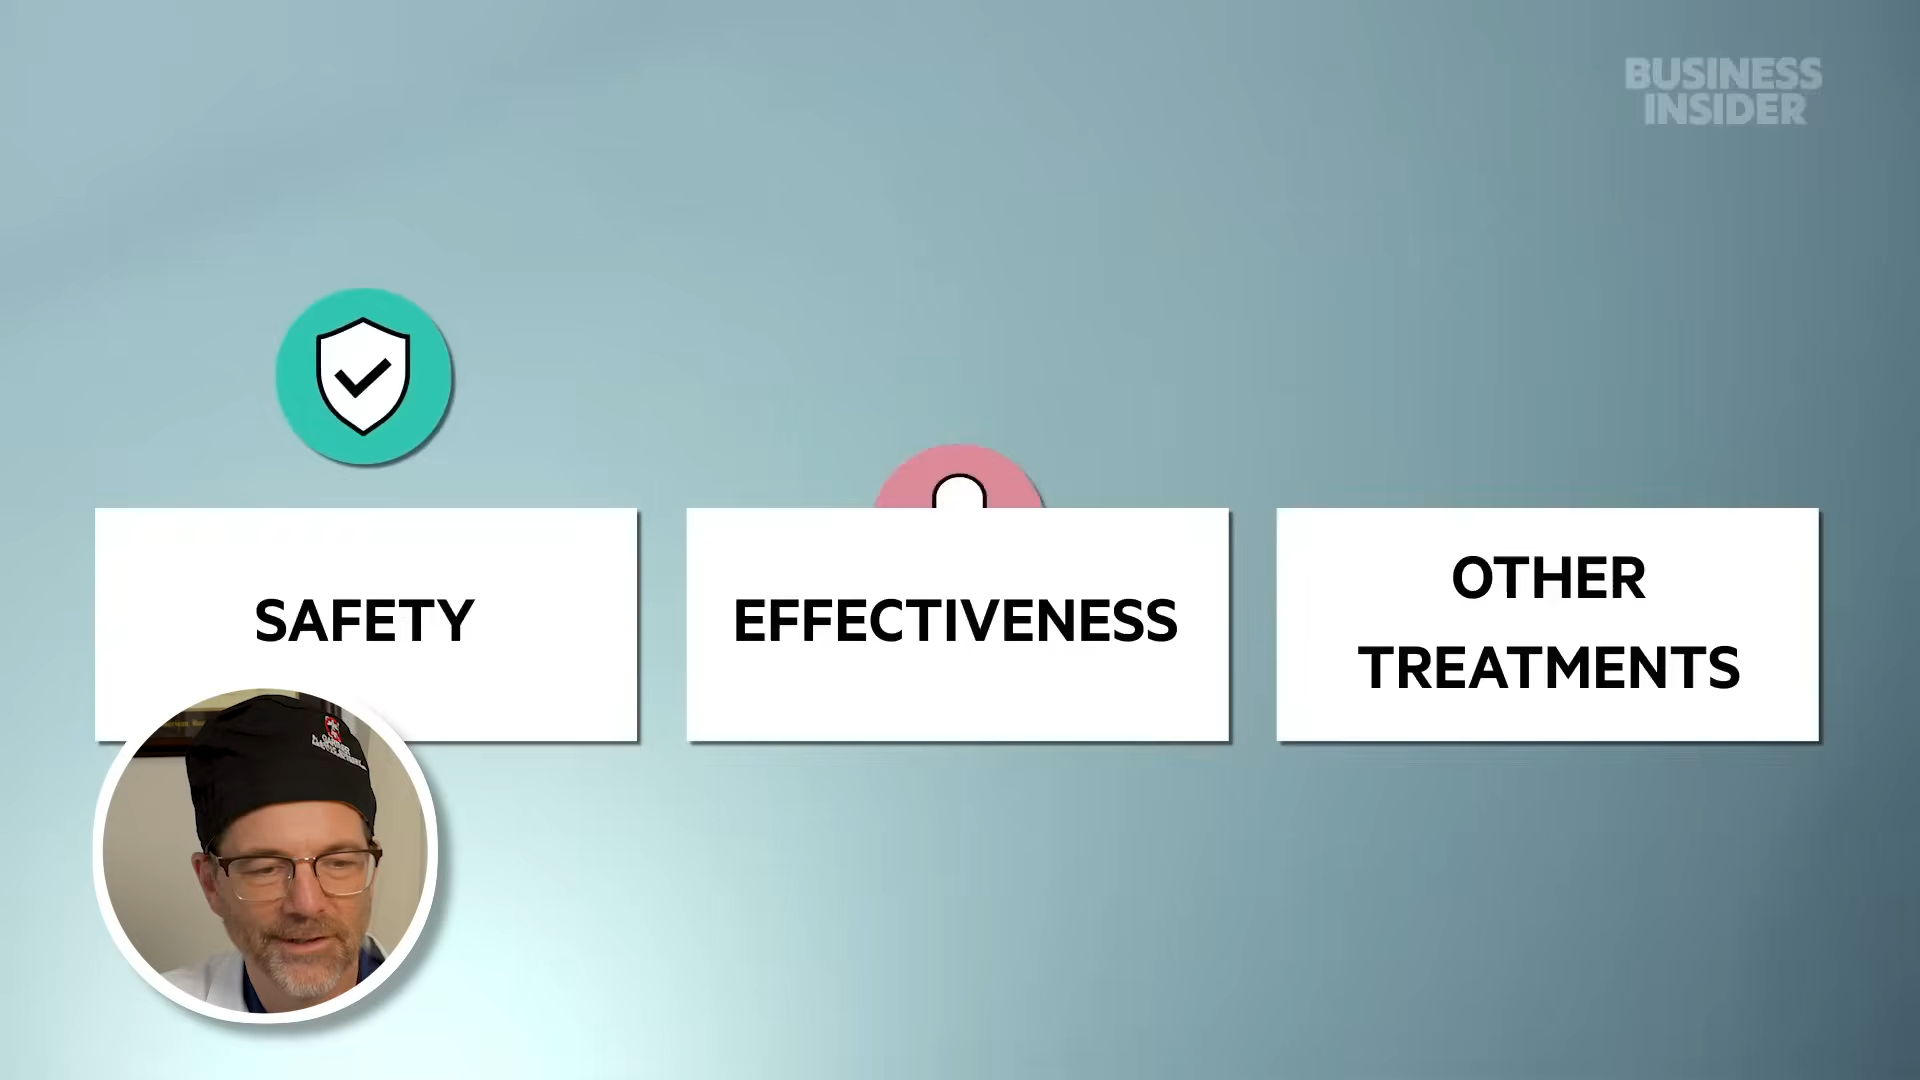 BUSINESS
INSIDER
SAFETY
EFFECTIVENESS
OTHER
TREATMENTS